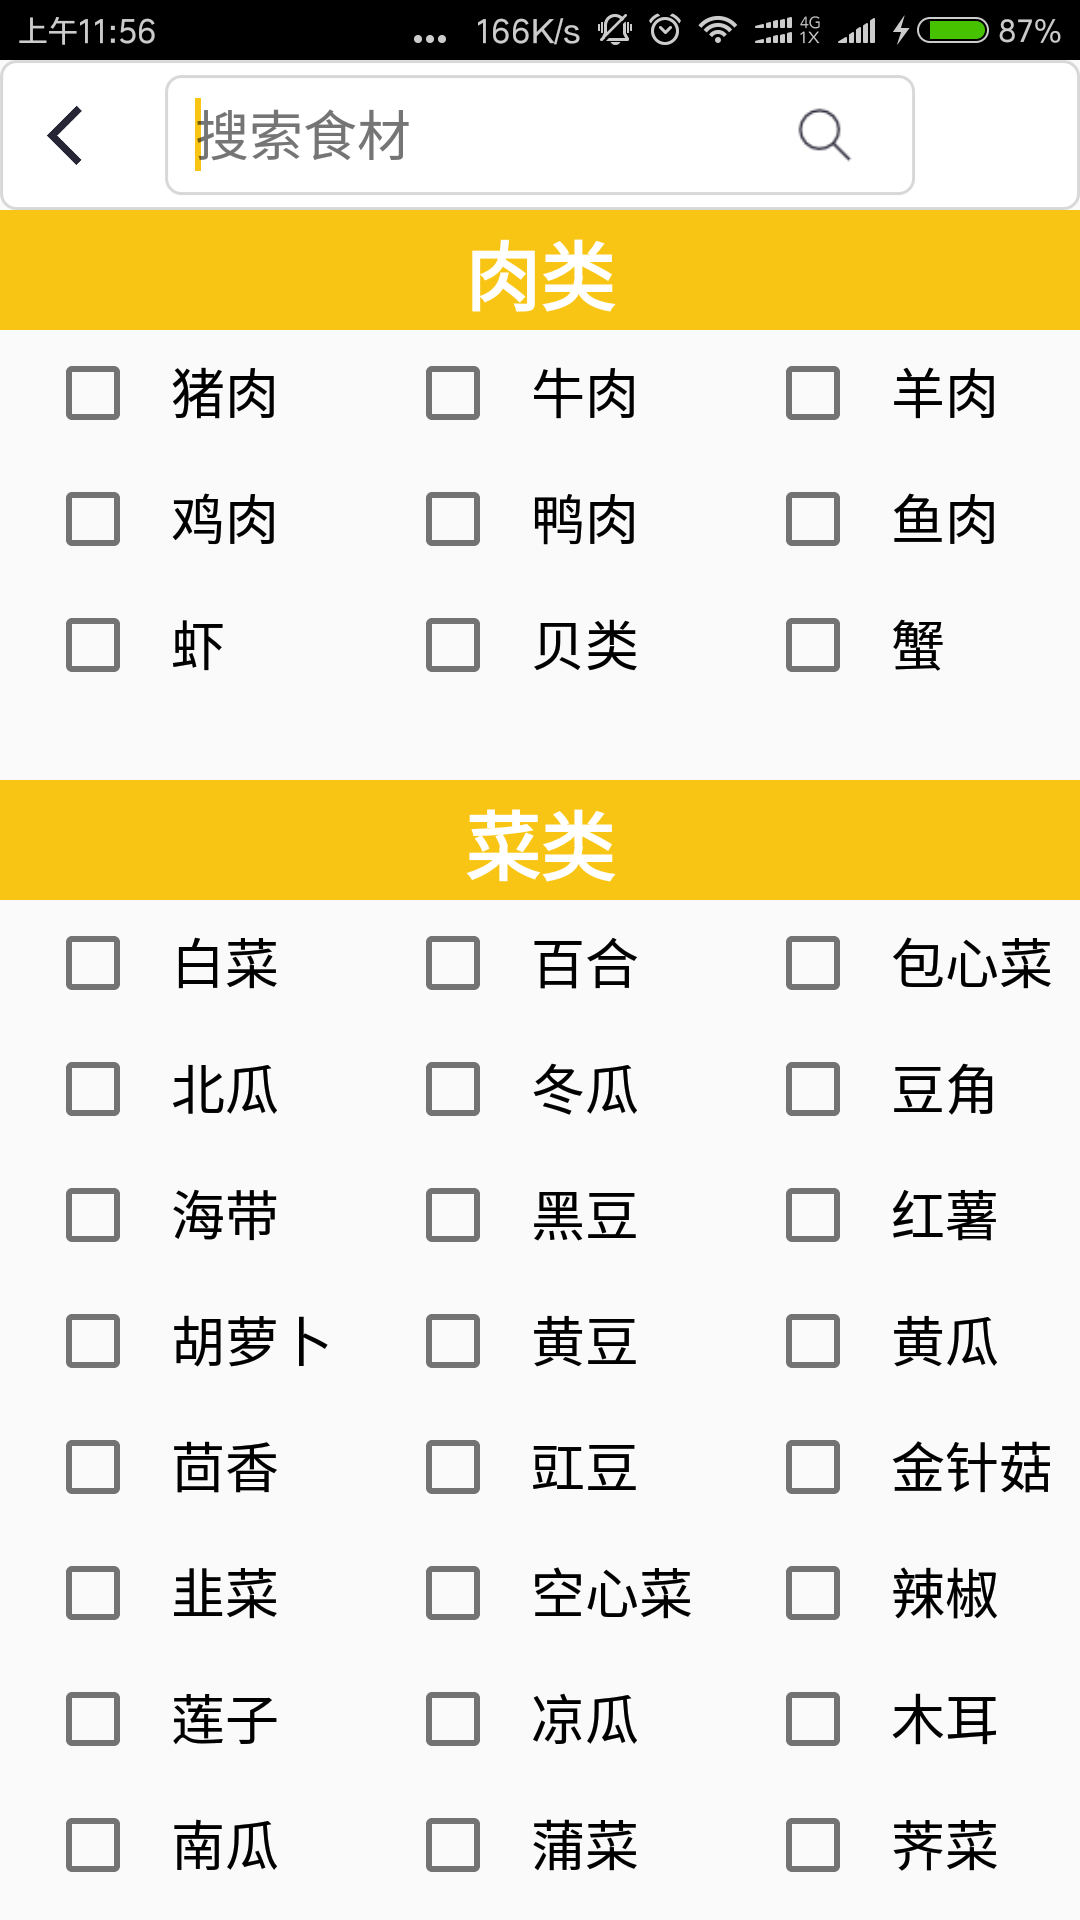 上午11:56 ... 166K/s 4G 1X 87%
搜索食材
肉类
猪肉 牛肉 羊肉
鸡肉 鸭肉 鱼肉
虾 贝类 蟹
菜类
白菜 百合 包心菜
北瓜 冬瓜 豆角
海带 黑豆 红薯
胡萝卜 黄豆 黄瓜
茴香 豇豆 金针菇
韭菜 空心菜 辣椒
莲子 凉瓜 木耳
南瓜 蒲菜 荠菜